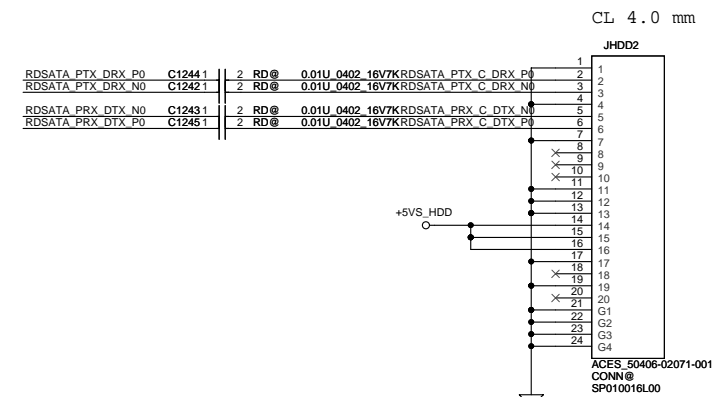 CL 4.0 mm
JHDD2
RDSATA_PTX_DRX_P0 C1244 1 2 RD@ 0.01U_0402_16V7K RDSATA_PTX_C_DRX_P0
RDSATA_PTX_DRX_N0 C1242 1 2 RD@ 0.01U_0402_16V7K RDSATA_PTX_C_DRX_N0
RDSATA_PRX_DTX_N0 C1243 1 2 RD@ 0.01U_0402_16V7K RDSATA_PRX_C_DTX_N0
RDSATA_PRX_DTX_P0 C1245 1 2 RD@ 0.01U_0402_16V7K RDSATA_PRX_C_DTX_P0
+5VS_HDD
1 1
2 2
3 3
4 4
5 5
6 6
7 7
8 8
9 9
10 10
11 11
12 12
13 13
14 14
15 15
16 16
17 17
18 18
19 19
20 20
21 G1
22 G2
23 G3
24 G4
ACES_50406-02071-001
CONN@
SP010016L00